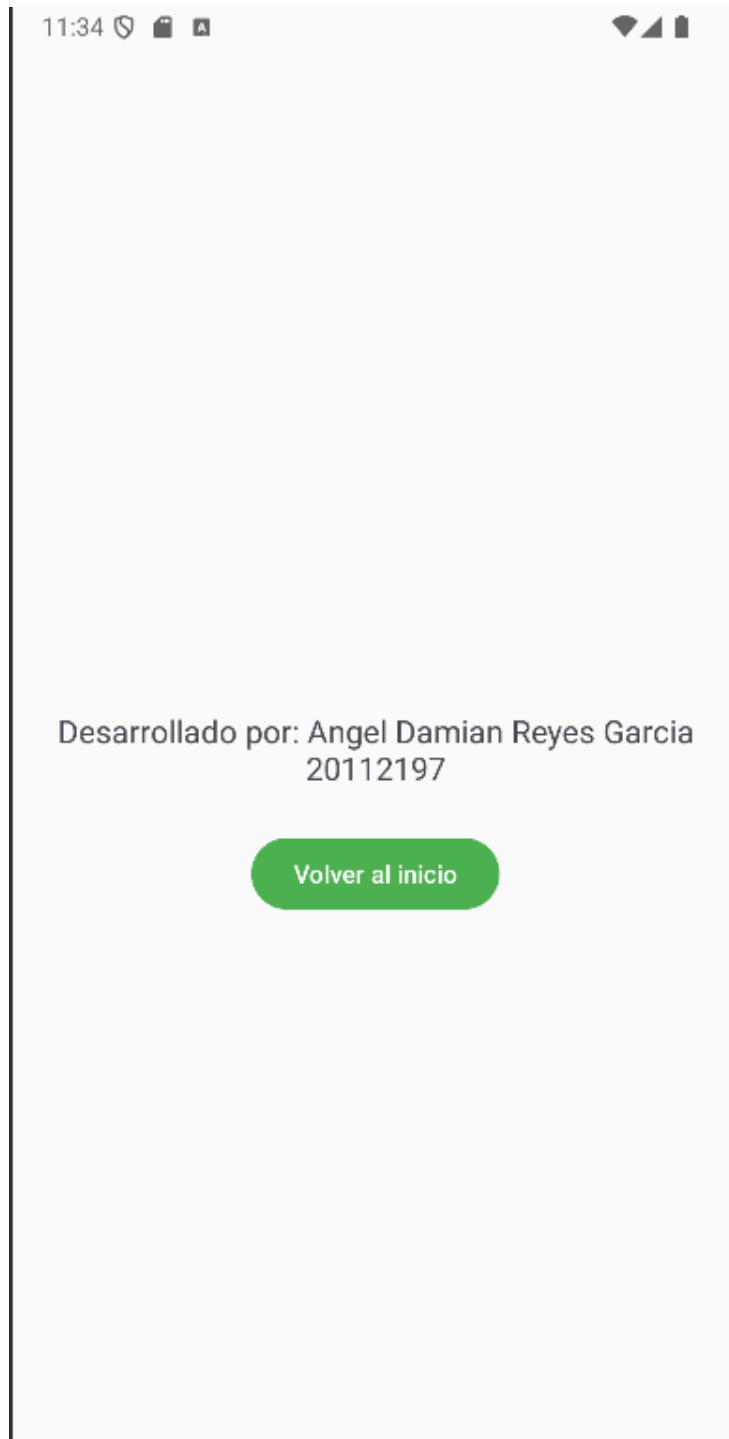 11:34
Desarrollado por: Angel Damian Reyes Garcia
20112197
Volver al inicio